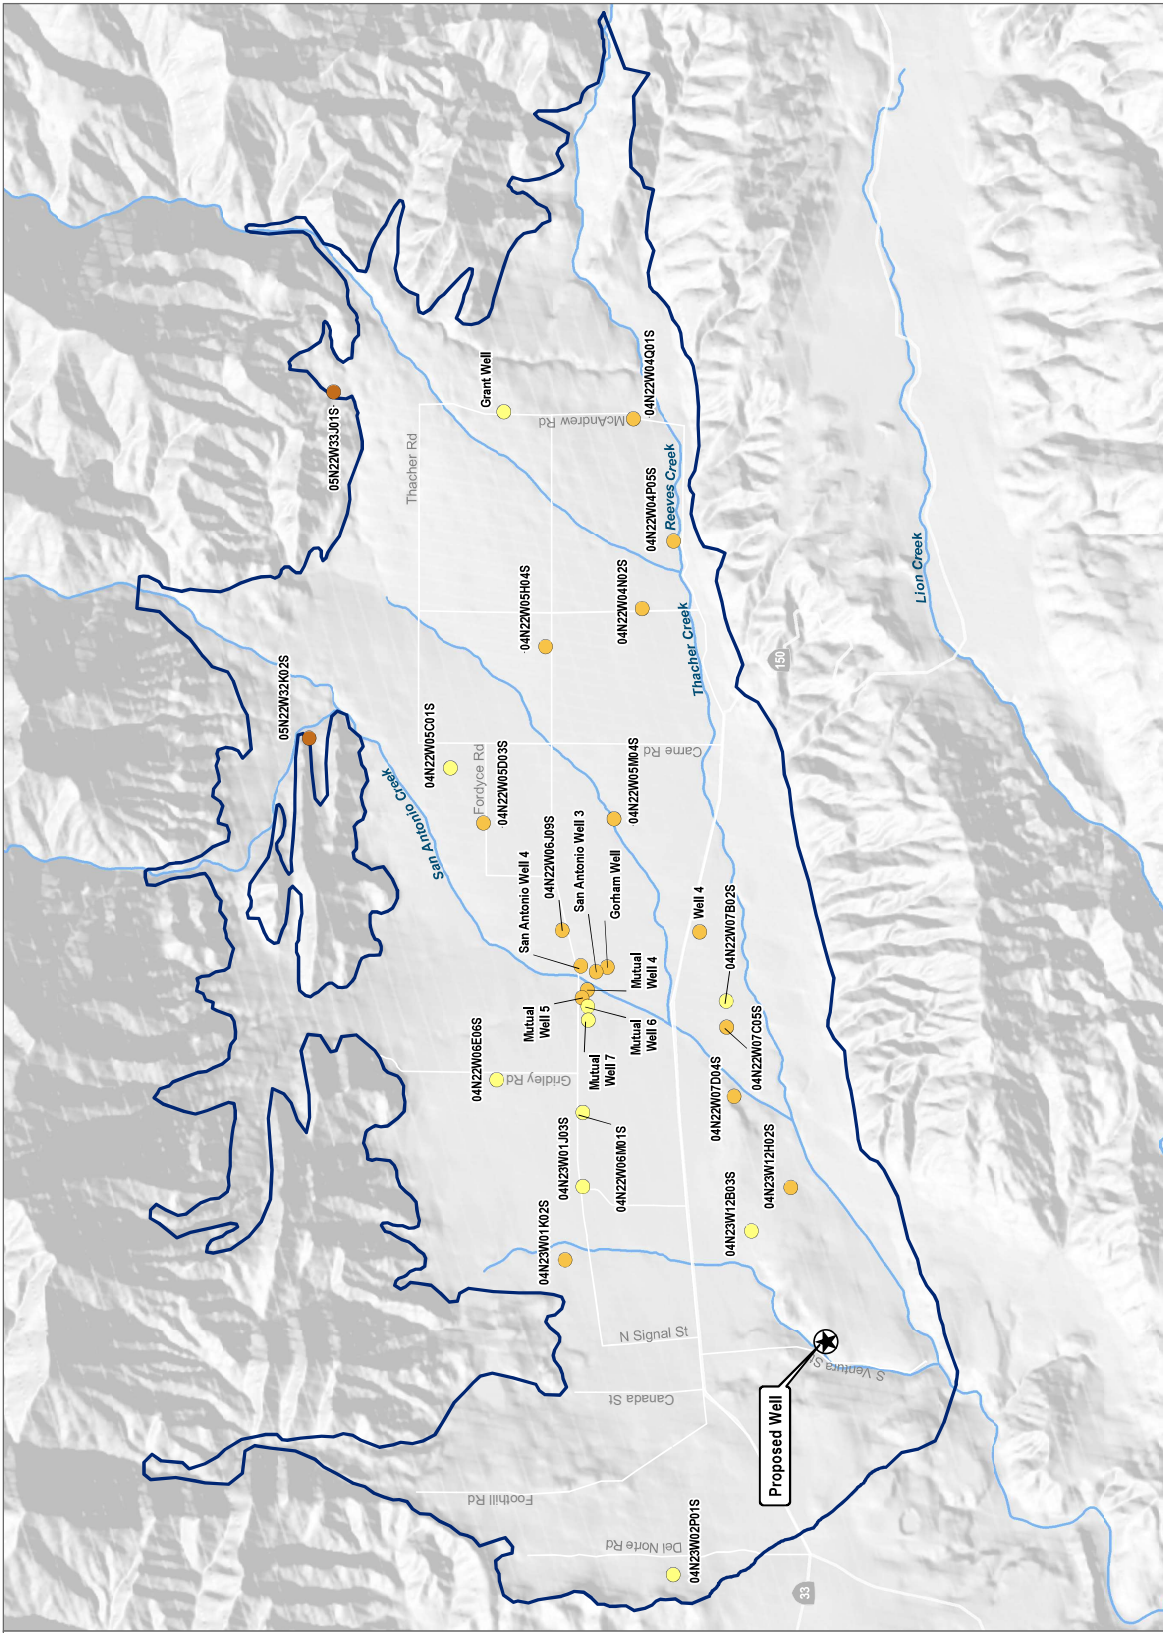 05N22W33J01S
Grant Well
Thacher Rd
McAndrew Rd
04N22W04Q01S
04N22W04P05S
Reeves Creek
Lion Creek
04N22W05H04S
04N22W04N02S
Thacher Creek
150
05N22W32K02S
04N22W05C01S
Fordyce Rd
04N22W05D03S
Carne Rd
San Antonio Creek
04N22W05M04S
San Antonio Well 4
04N22W06J09S
San Antonio Well 3
Gorham Well
Well 4
04N22W07B02S
Mutual
Well 5
Mutual
Well 4
Mutual
Well 6
Mutual
Well 7
04N22W07C05S
04N22W06E06S
Gridley Rd
04N22W07D04S
04N23W01J03S
04N22W06M01S
04N23W12H02S
04N23W12B03S
04N23W01K02S
N Signal St
S Ventura St
Canada St
Proposed Well
Foothill Rd
Del Norte Rd
04N23W02P01S
33